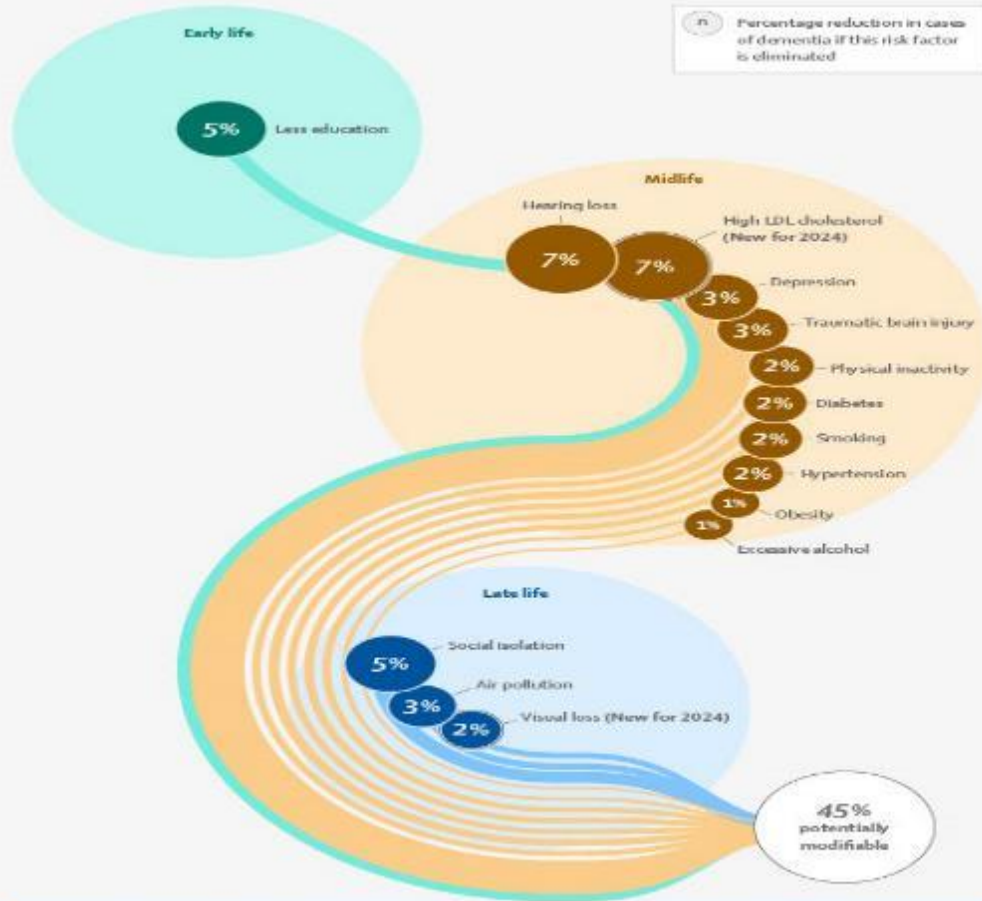 Early life
n
Percentage reduction in cases
of dementia if this risk factor
is eliminated
5%
Less education
Midlife
Hearing loss
7%
High LDL cholesterol
(New for 2024)
7%
Depression
3%
Traumatic brain injury
3%
Physical inactivity
2%
Diabetes
2%
Smoking
2%
Hypertension
2%
Obesity
1%
Excessive alcohol
1%
Late life
Social isolation
5%
Air pollution
3%
Visual loss (New for 2024)
2%
45%
potentially
modifiable